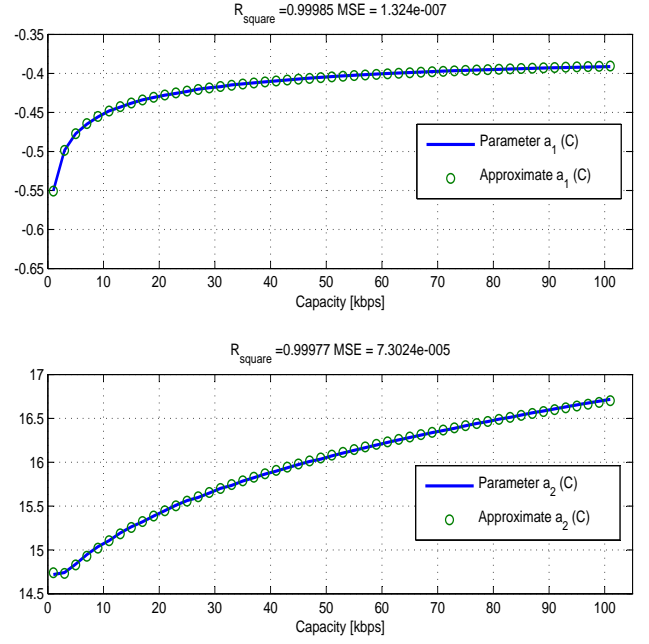 R_square =0.99985 MSE = 1.324e-007
-0.35
-0.4
-0.45
-0.5
-0.55
-0.6
-0.65
Parameter a_1 (C)
Approximate a_1 (C)
0 10 20 30 40 50 60 70 80 90 100
Capacity [kbps]
R_square =0.99977 MSE = 7.3024e-005
17
16.5
16
15.5
15
14.5
Parameter a_2 (C)
Approximate a_2 (C)
0 10 20 30 40 50 60 70 80 90 100
Capacity [kbps]